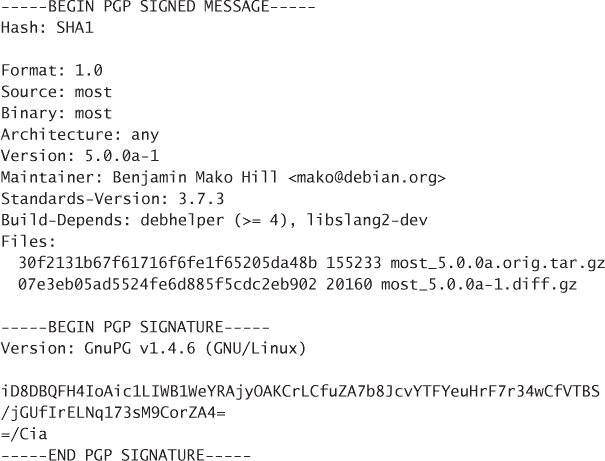 -----BEGIN PGP SIGNED MESSAGE-----
Hash: SHA1

Format: 1.0
Source: most
Binary: most
Architecture: any
Version: 5.0.0a-1
Maintainer: Benjamin Mako Hill <mako@debian.org>
Standards-Version: 3.7.3
Build-Depends: debhelper (>= 4), libslang2-dev
Files:
  30f2131b67f61716f6fe1f65205da48b 155233 most_5.0.0a.orig.tar.gz
  07e3eb05ad5524fe6d885f5cdc2eb902 20160 most_5.0.0a-1.diff.gz

-----BEGIN PGP SIGNATURE-----
Version: GnuPG v1.4.6 (GNU/Linux)

iD8DBQFH4IoAic1LIWB1WeYRAjyOAKCrLCfuZA7b8JcvYTFYeuHrF7r34wCfVTBS
/jGUfIrELNq173sM9CorZA4=
=/Cia
-----END PGP SIGNATURE-----